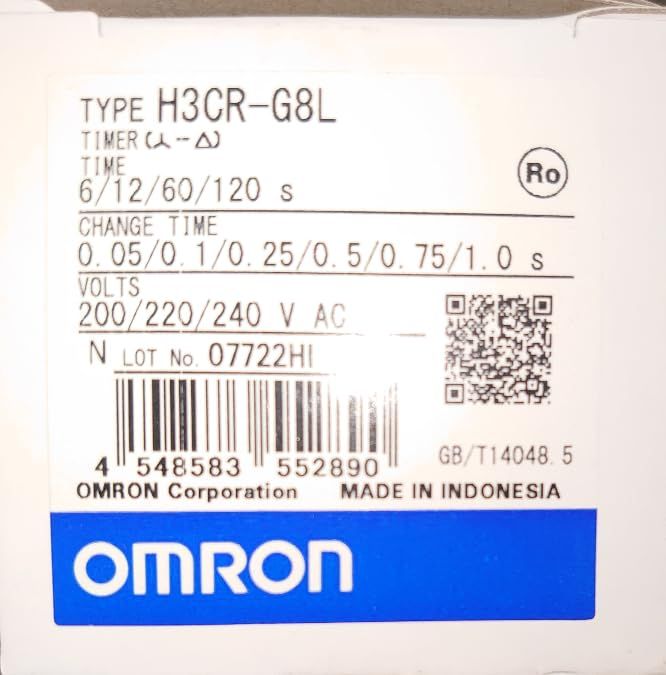 TYPE H3CR-G8L
TIMER (⅄-△)
TIME
6/12/60/120 s
Ro
CHANGE TIME
0.05/0.1/0.25/0.5/0.75/1.0 s
VOLTS
200/220/240 V AC
N LOT No. 07722HI
4 548583 552890
GB/T14048.5
OMRON Corporation MADE IN INDONESIA
OMRON